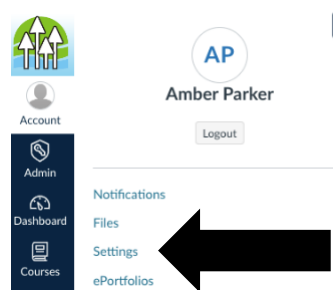 AP
Amber Parker
Logout
Account
Admin
Dashboard
Courses
Notifications
Files
Settings
ePortfolios